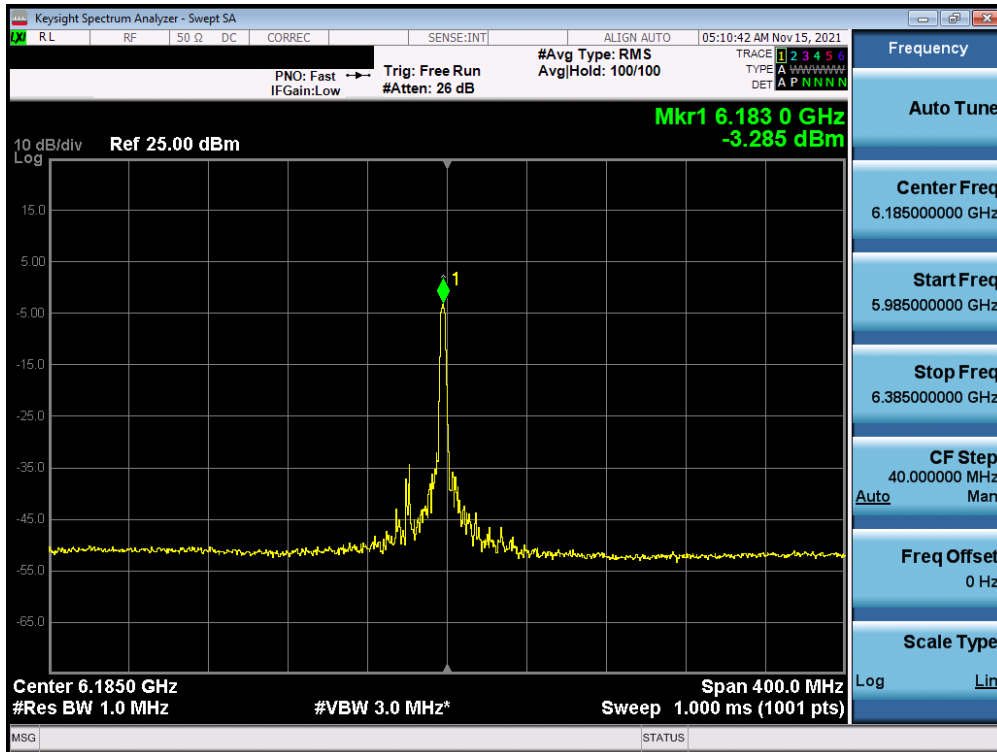 Keysight Spectrum Analyzer - Swept SA
LXI RL RF 50 Ω DC CORREC SENSE:INT ALIGN AUTO 05:10:42 AM Nov 15, 2021
PNO: Fast
IFGain:Low
Trig: Free Run
#Atten: 26 dB
#Avg Type: RMS
Avg|Hold: 100/100
TRACE 1 2 3 4 5 6
TYPE A WWWWW
DET A P N N N N
Mkr1 6.183 0 GHz
-3.285 dBm
10 dB/div Ref 25.00 dBm
Log
15.0
5.00
-5.00
-15.0
-25.0
-35.0
-45.0
-55.0
-65.0
1
Center 6.1850 GHz Span 400.0 MHz
#Res BW 1.0 MHz #VBW 3.0 MHz* Sweep 1.000 ms (1001 pts)
MSG STATUS
Frequency
Auto Tune
Center Freq
6.185000000 GHz
Start Freq
5.985000000 GHz
Stop Freq
6.385000000 GHz
CF Step
40.000000 MHz
Auto Man
Freq Offset
0 Hz
Scale Type
Log Lin